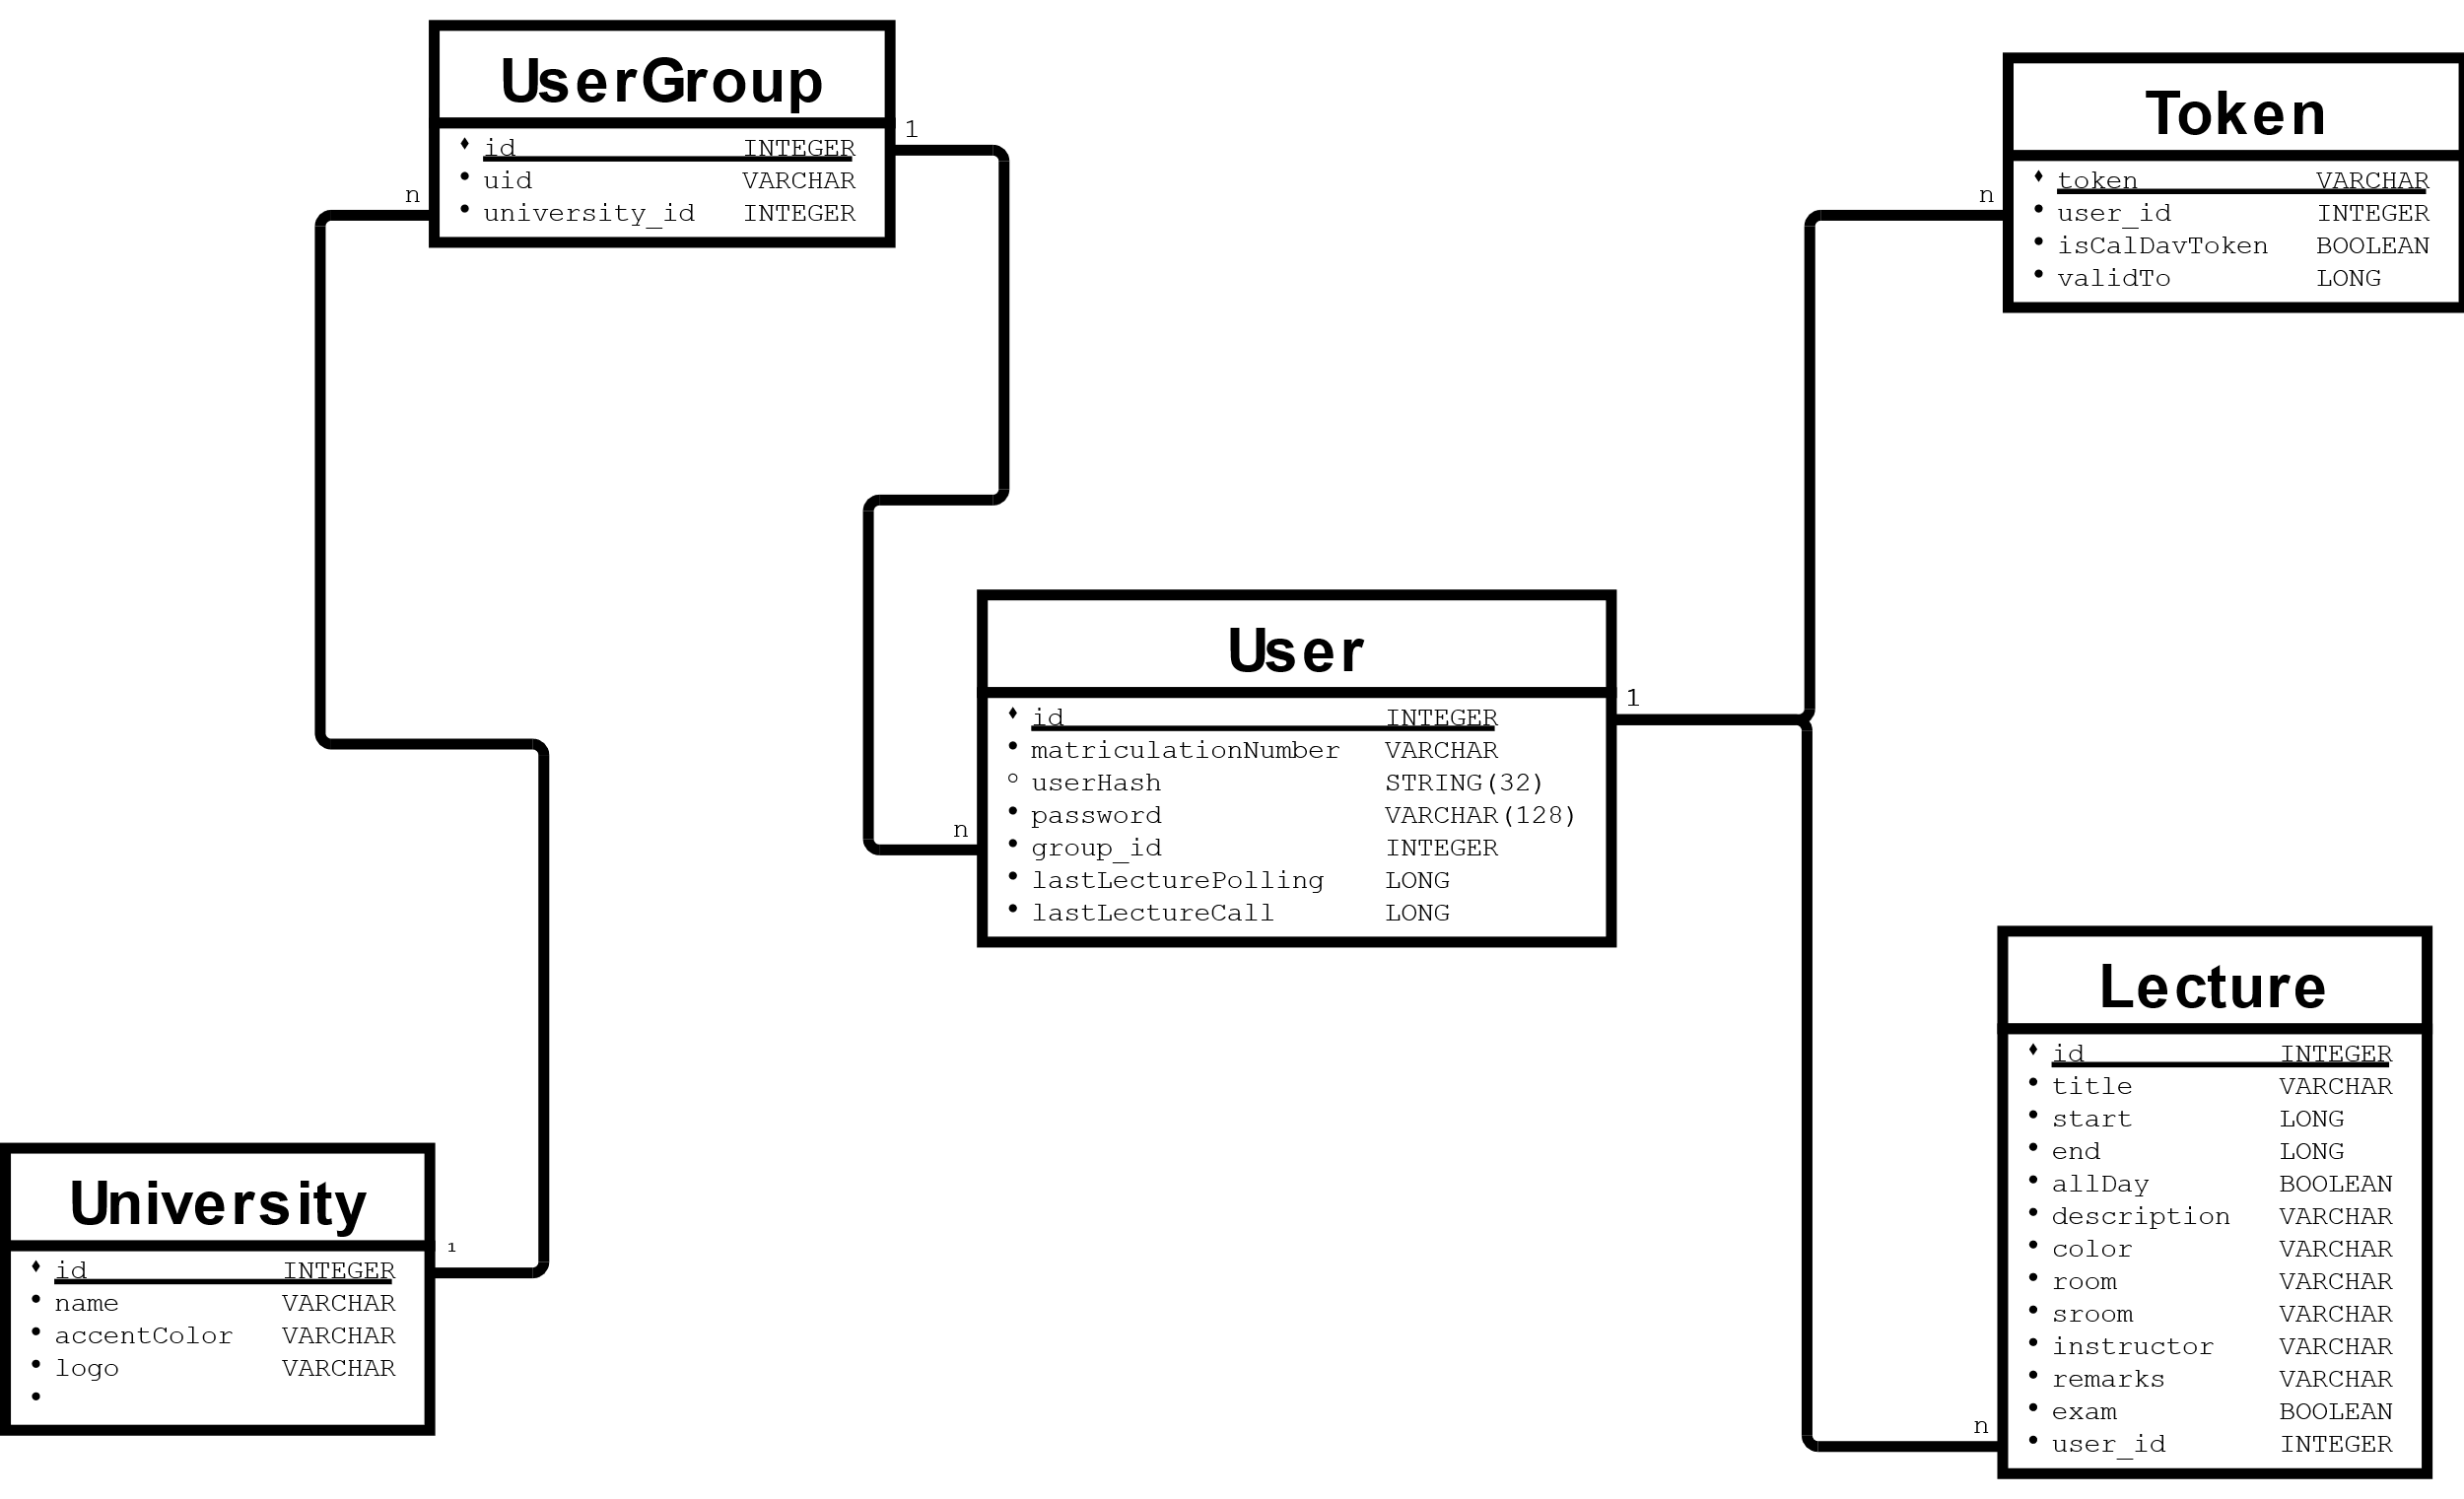 UserGroup
id INTEGER
uid VARCHAR
university_id INTEGER
1
n
Token
token VARCHAR
user_id INTEGER
isCalDavToken BOOLEAN
validTo LONG
n
User
id INTEGER
matriculationNumber VARCHAR
userHash STRING(32)
password VARCHAR(128)
group_id INTEGER
lastLecturePolling LONG
lastLectureCall LONG
1
n
Lecture
id INTEGER
title VARCHAR
start LONG
end LONG
allDay BOOLEAN
description VARCHAR
color VARCHAR
room VARCHAR
sroom VARCHAR
instructor VARCHAR
remarks VARCHAR
exam BOOLEAN
user_id INTEGER
n
University
id INTEGER
name VARCHAR
accentColor VARCHAR
logo VARCHAR
1